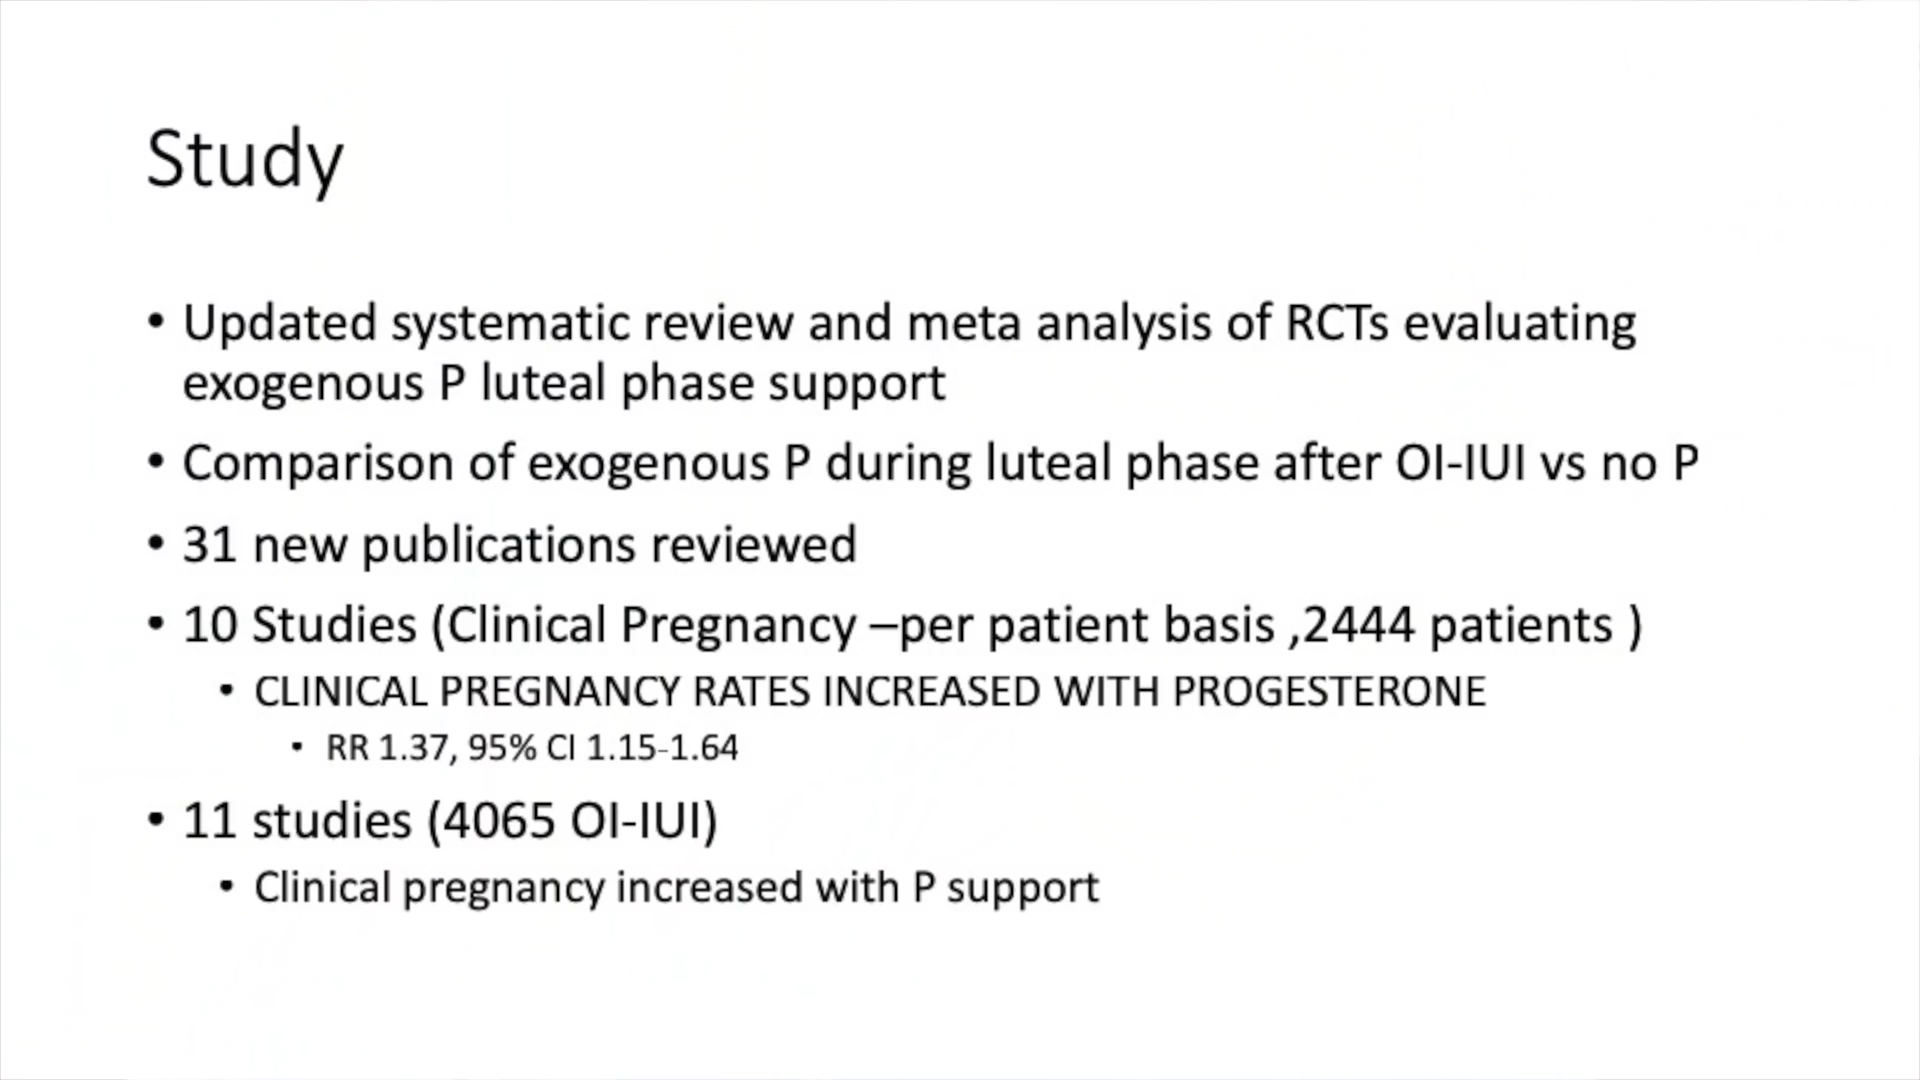 Study
• Updated systematic review and meta analysis of RCTs evaluating
exogenous P luteal phase support
• Comparison of exogenous P during luteal phase after OI-IUI vs no P
• 31 new publications reviewed
• 10 Studies (Clinical Pregnancy –per patient basis ,2444 patients )
• CLINICAL PREGNANCY RATES INCREASED WITH PROGESTERONE
• RR 1.37, 95% CI 1.15-1.64
• 11 studies (4065 OI-IUI)
• Clinical pregnancy increased with P support